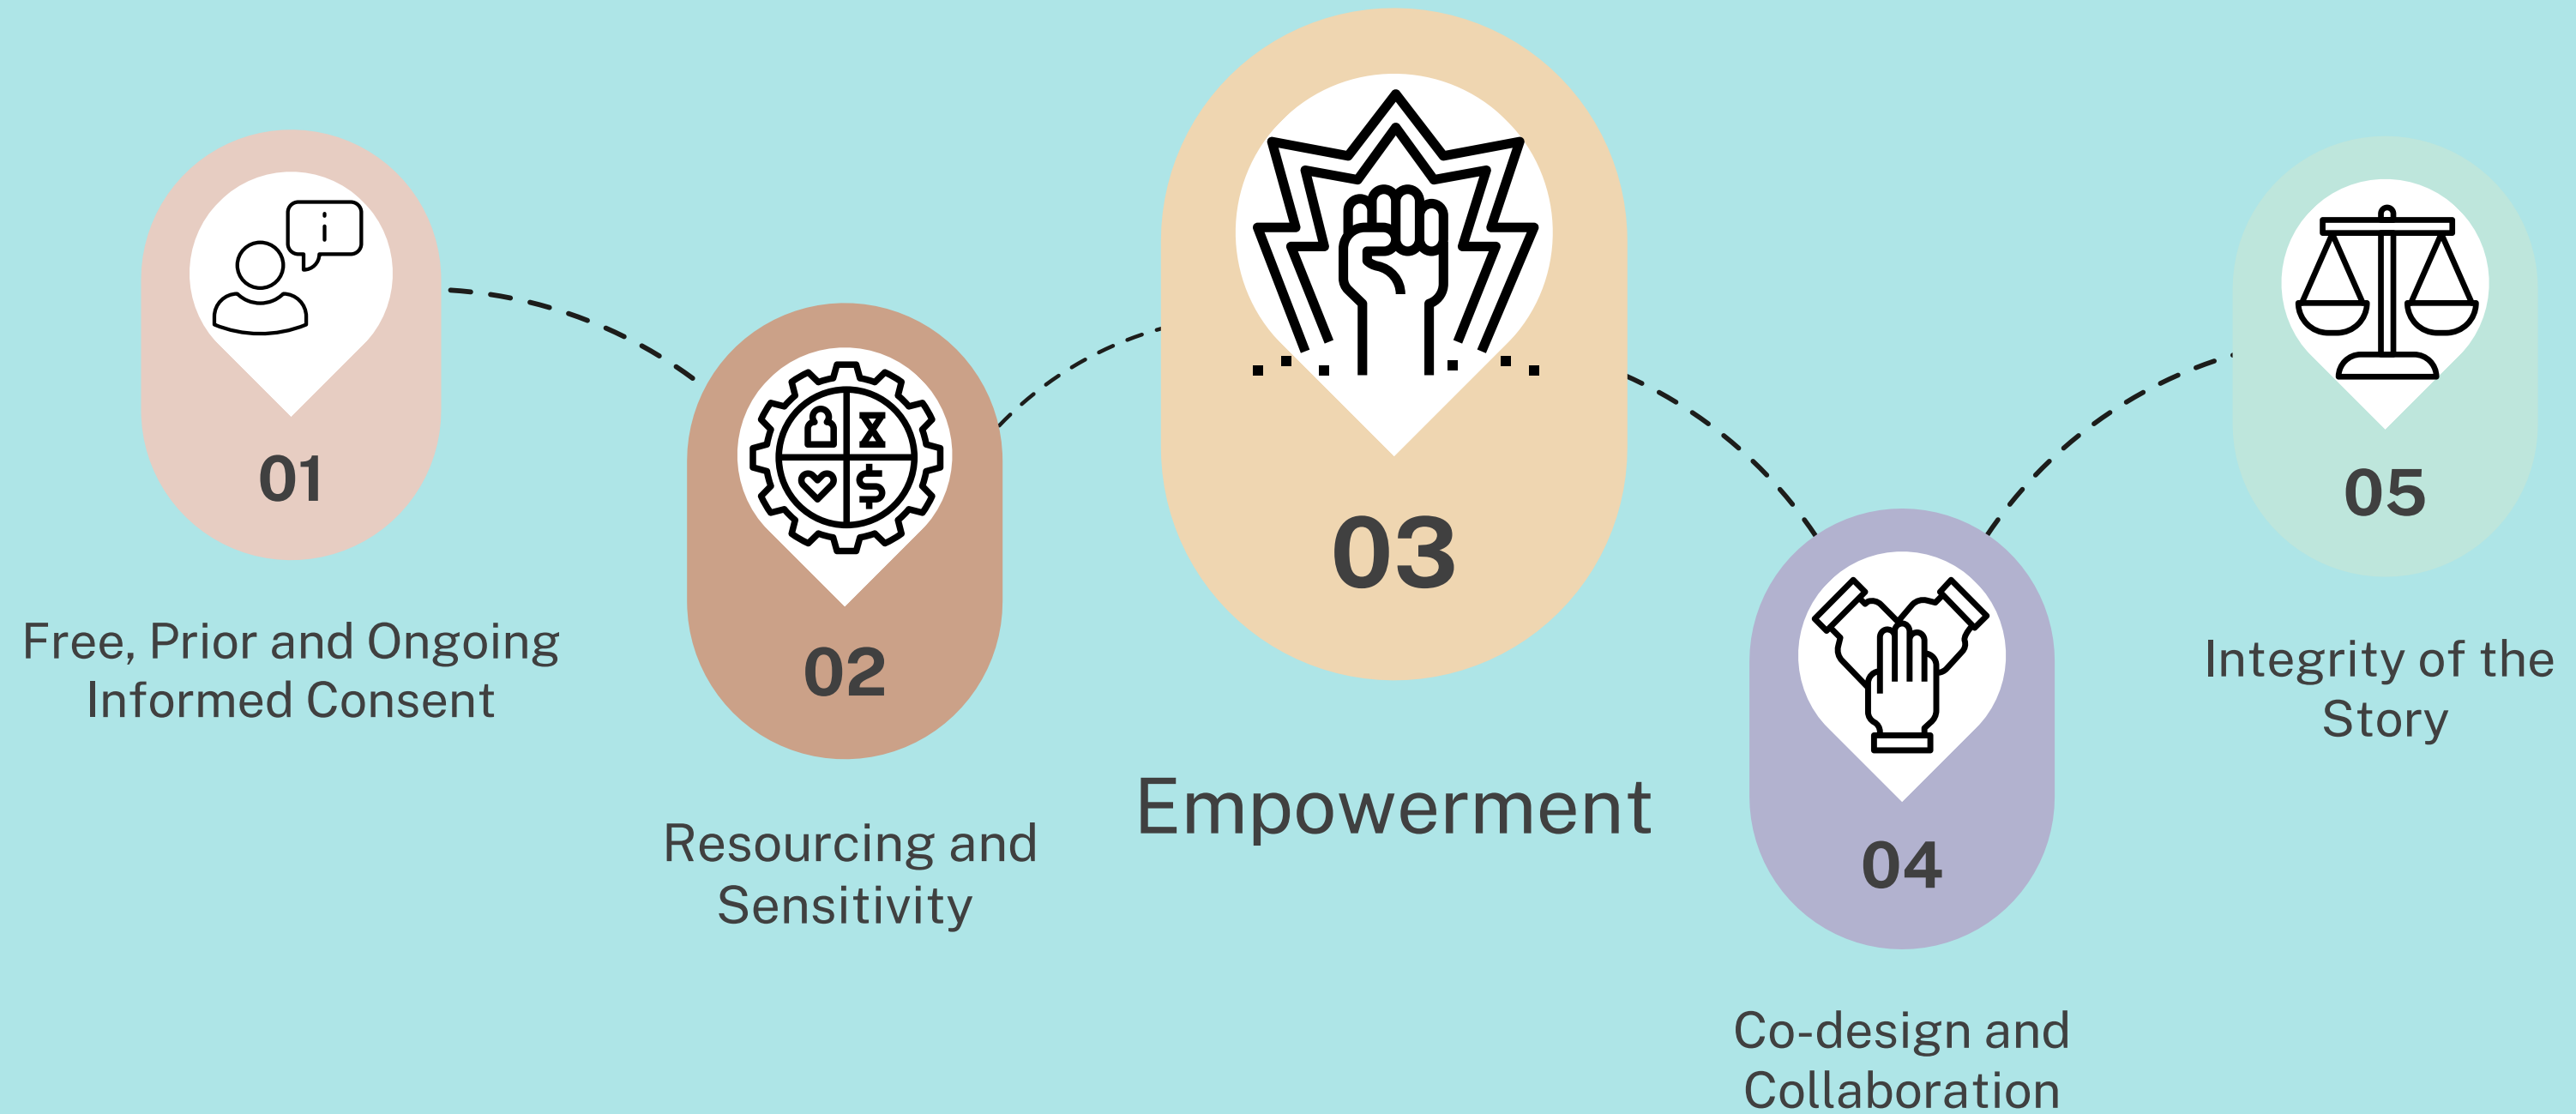 01
Free, Prior and Ongoing
Informed Consent
02
Resourcing and
Sensitivity
03
Empowerment
04
Co-design and
Collaboration
05
Integrity of the
Story
i
$